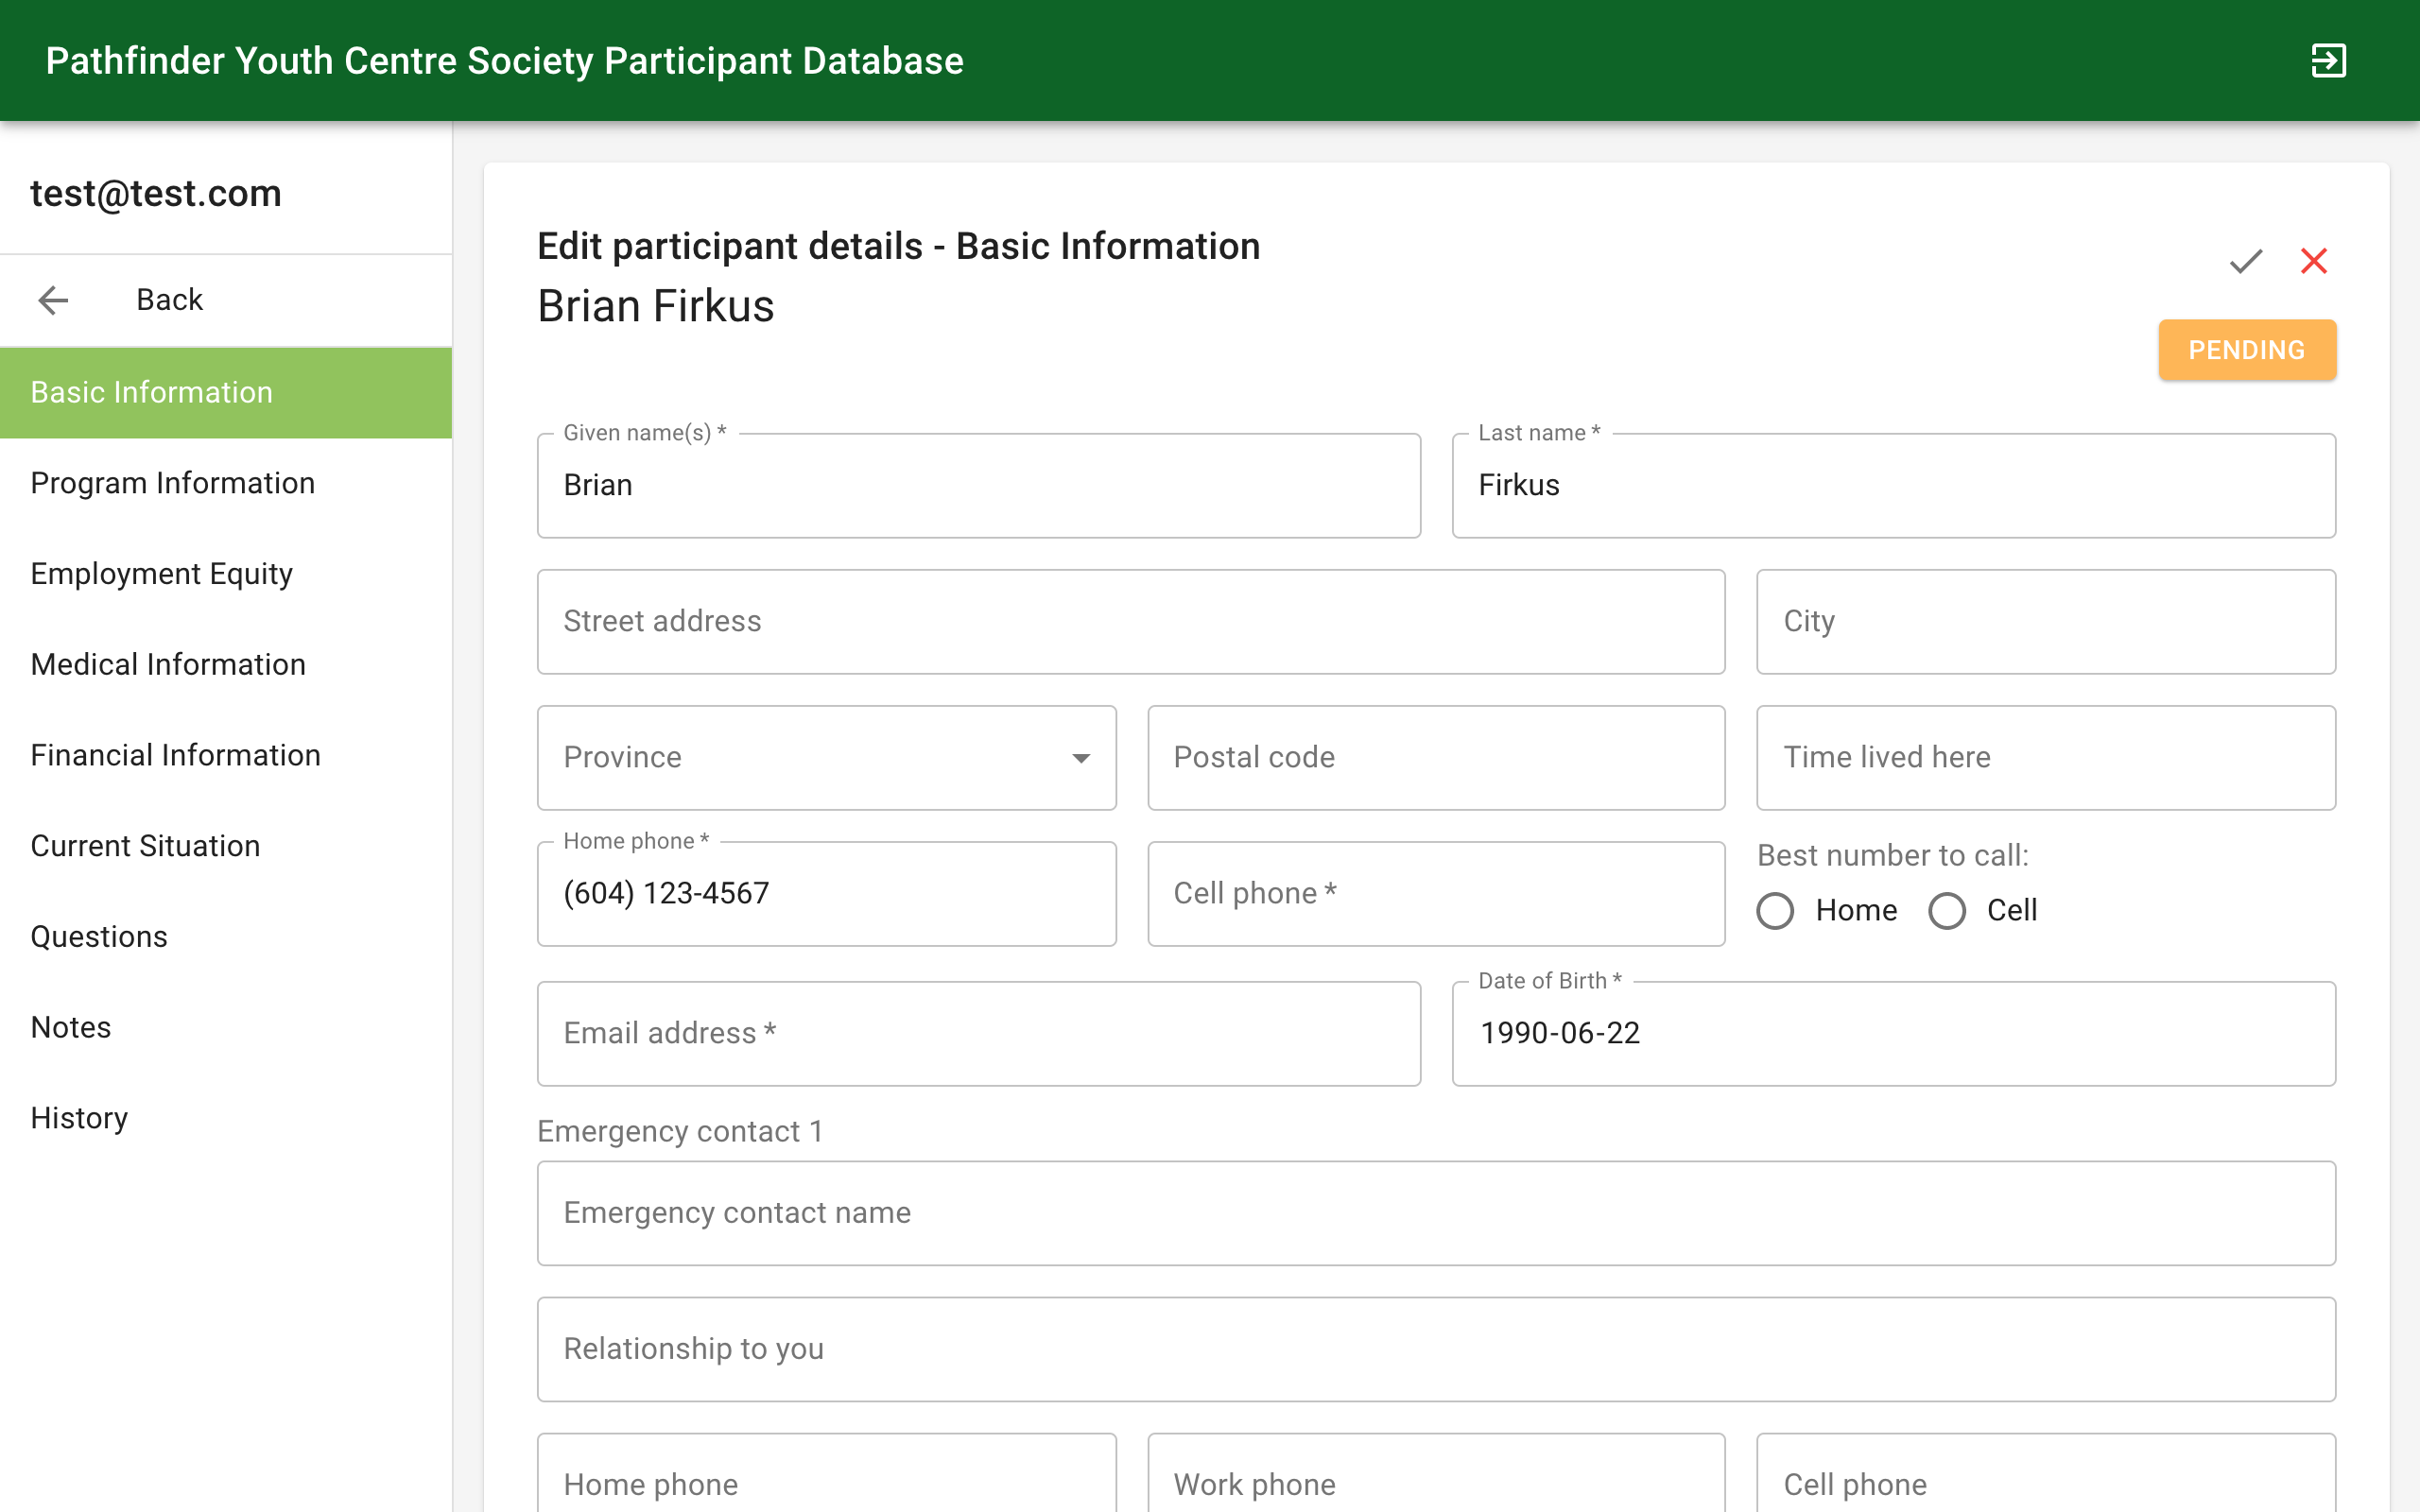 Pathfinder Youth Centre Society Participant Database
test@test.com
Back
Basic Information
Program Information
Employment Equity
Medical Information
Financial Information
Current Situation
Questions
Notes
History
Edit participant details - Basic Information
Brian Firkus
PENDING
Given name(s) *
Brian
Last name *
Firkus
Street address
City
Province
Postal code
Time lived here
Home phone *
(604) 123-4567
Cell phone *
Best number to call:
Home Cell
Email address *
Date of Birth *
1990-06-22
Emergency contact 1
Emergency contact name
Relationship to you
Home phone
Work phone
Cell phone